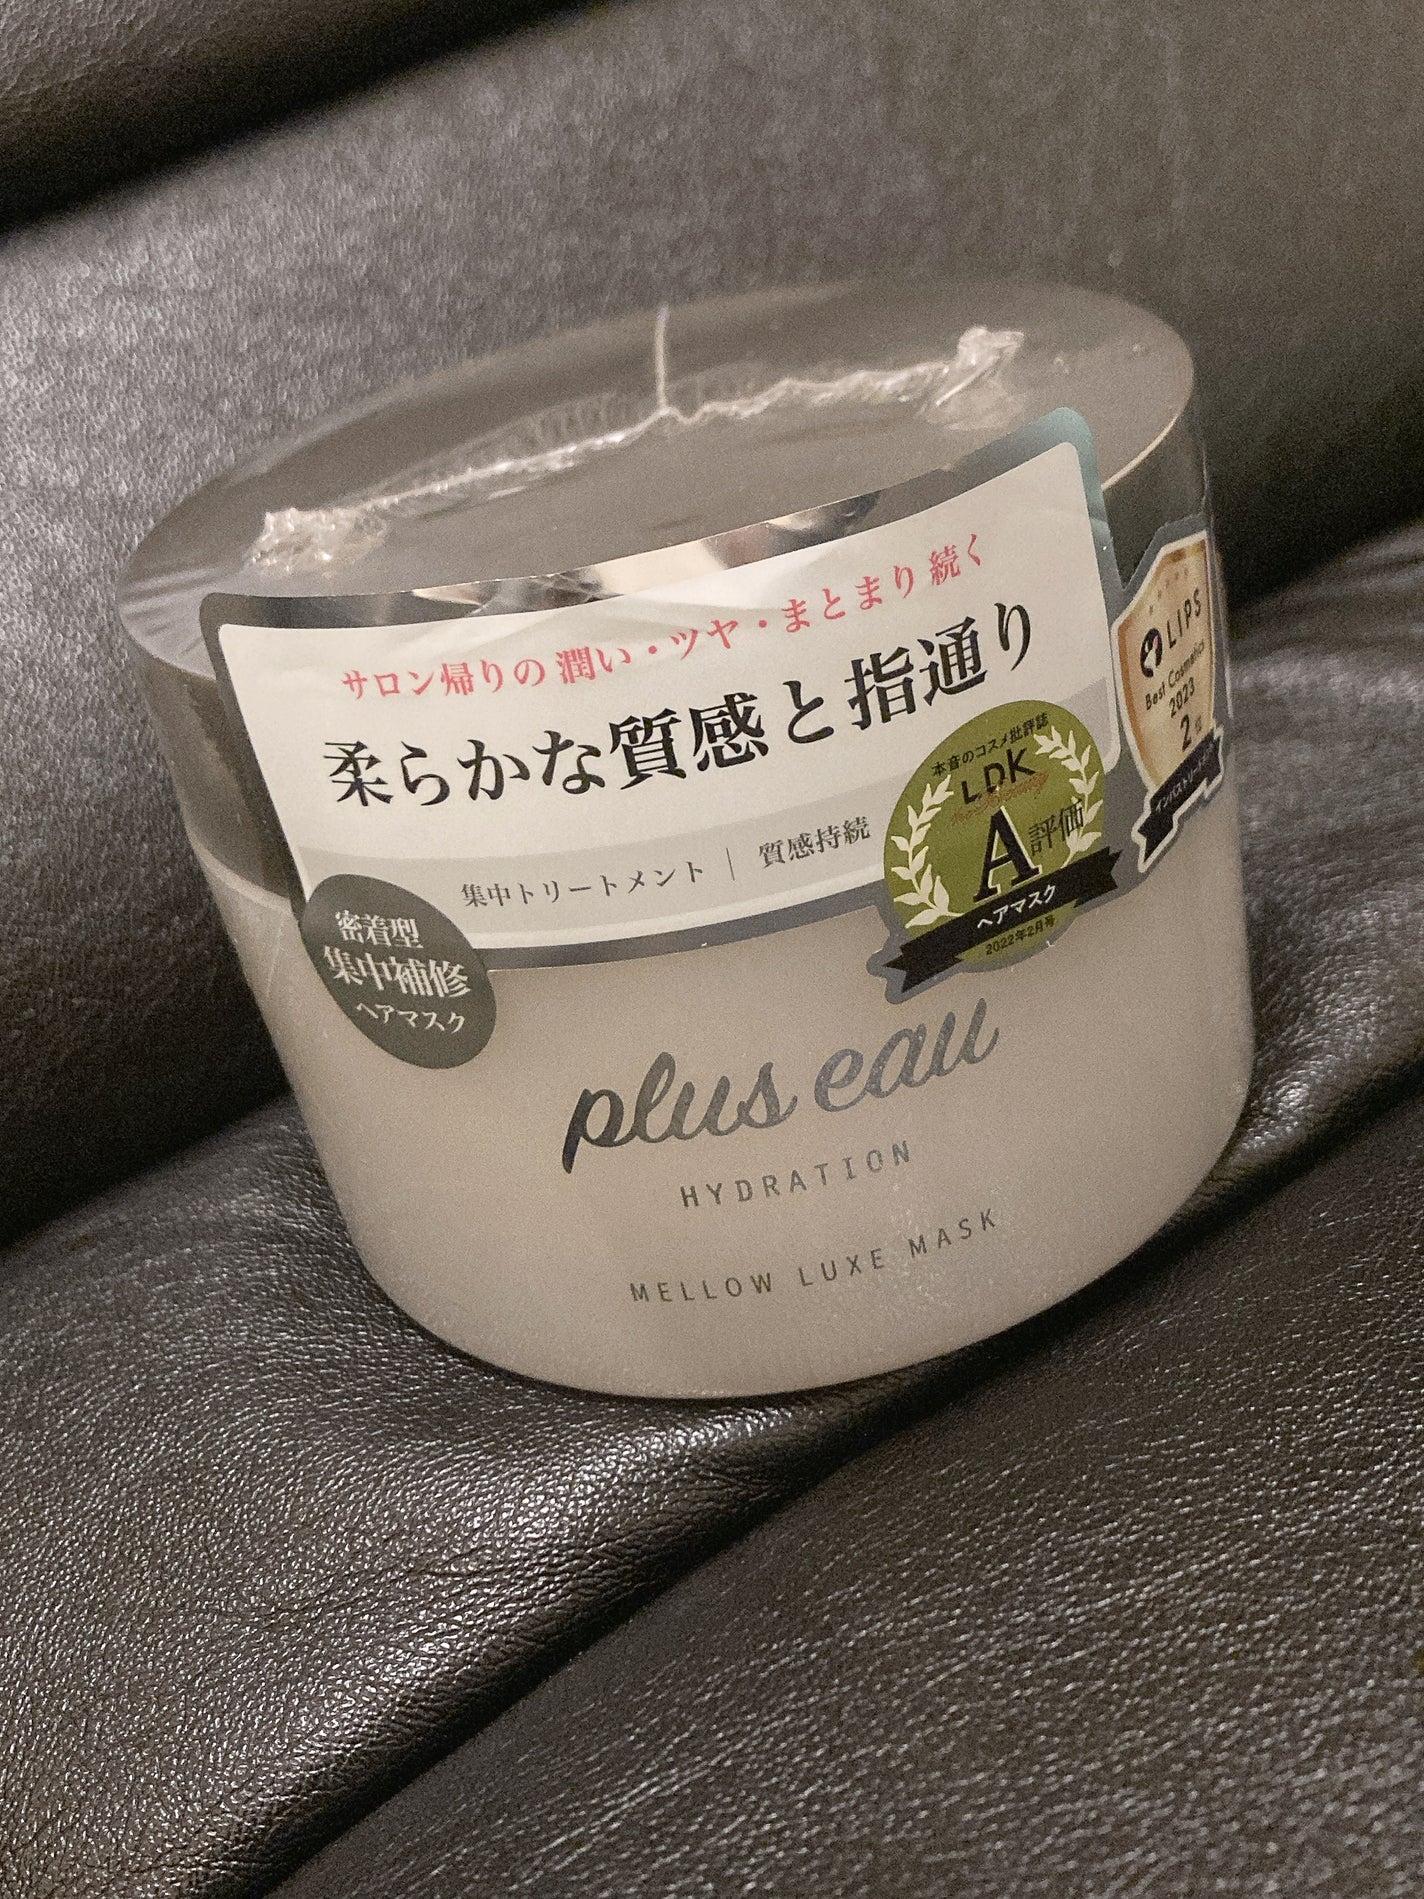 サロン帰りの潤い・ツヤ・まとまり続く
柔らかな質感と指通り
集中トリートメント｜質感持続
密着型
集中補修
ヘアマスク
本音のコスメ批評誌
LDK
the Beauty
A評価
ヘアマスク
2022年2月号
LIPS
Best Cosmetics
2023
2位
plus eau
HYDRATION
MELLOW LUXE MASK